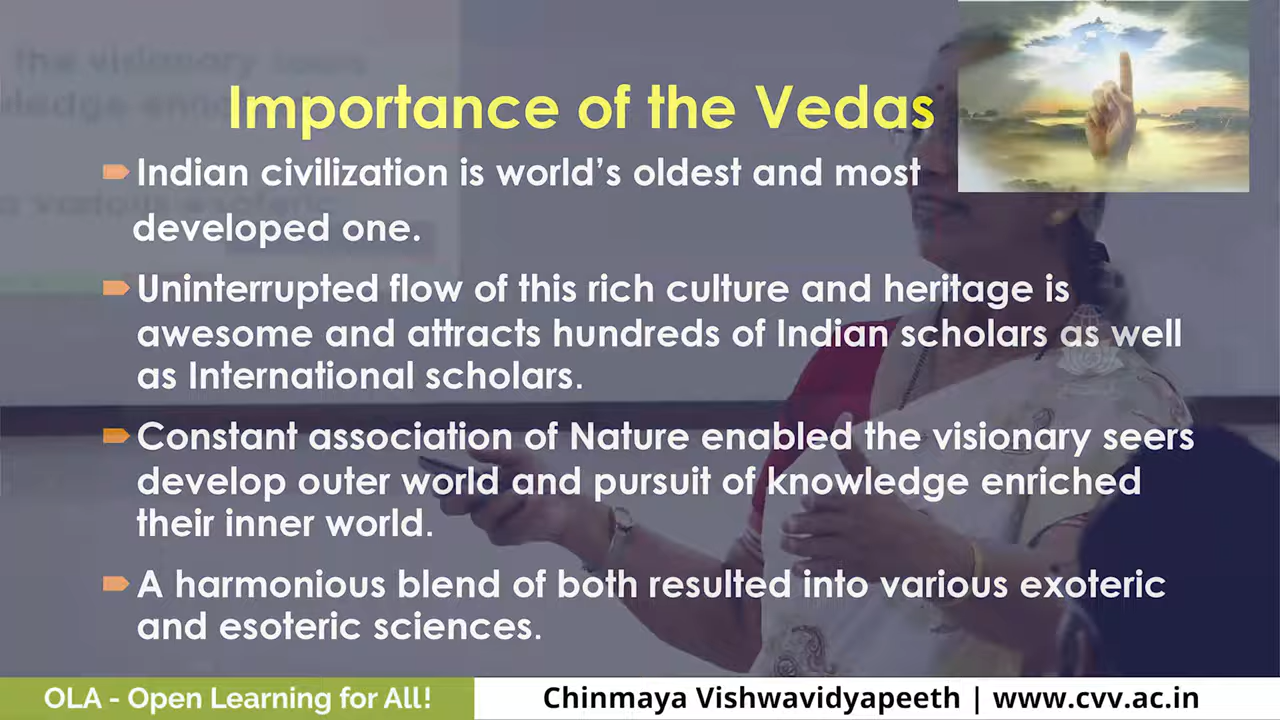 the visionary seers
Importance of the Vedas
Indian civilization is world's oldest and most
developed one.
Uninterrupted flow of this rich culture and heritage is
awesome and attracts hundreds of Indian scholars as well
as International scholars.
Constant association of Nature enabled the visionary seers
develop outer world and pursuit of knowledge enriched
their inner world.
A harmonious blend of both resulted into various exoteric
and esoteric sciences.
OLA - Open Learning for All!
Chinmaya Vishwavidyapeeth | www.cvv.ac.in